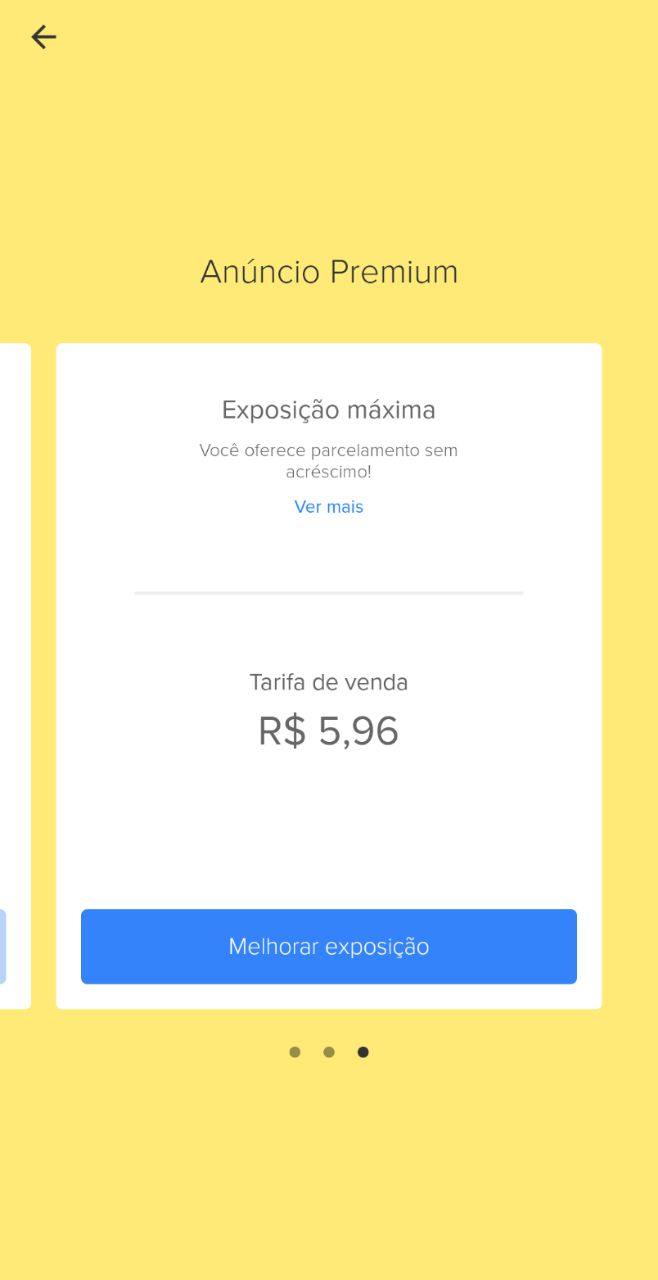 Anúncio Premium
Exposição máxima
Você oferece parcelamento sem
acréscimo!
Ver mais
Tarifa de venda
R$ 5,96
Melhorar exposição